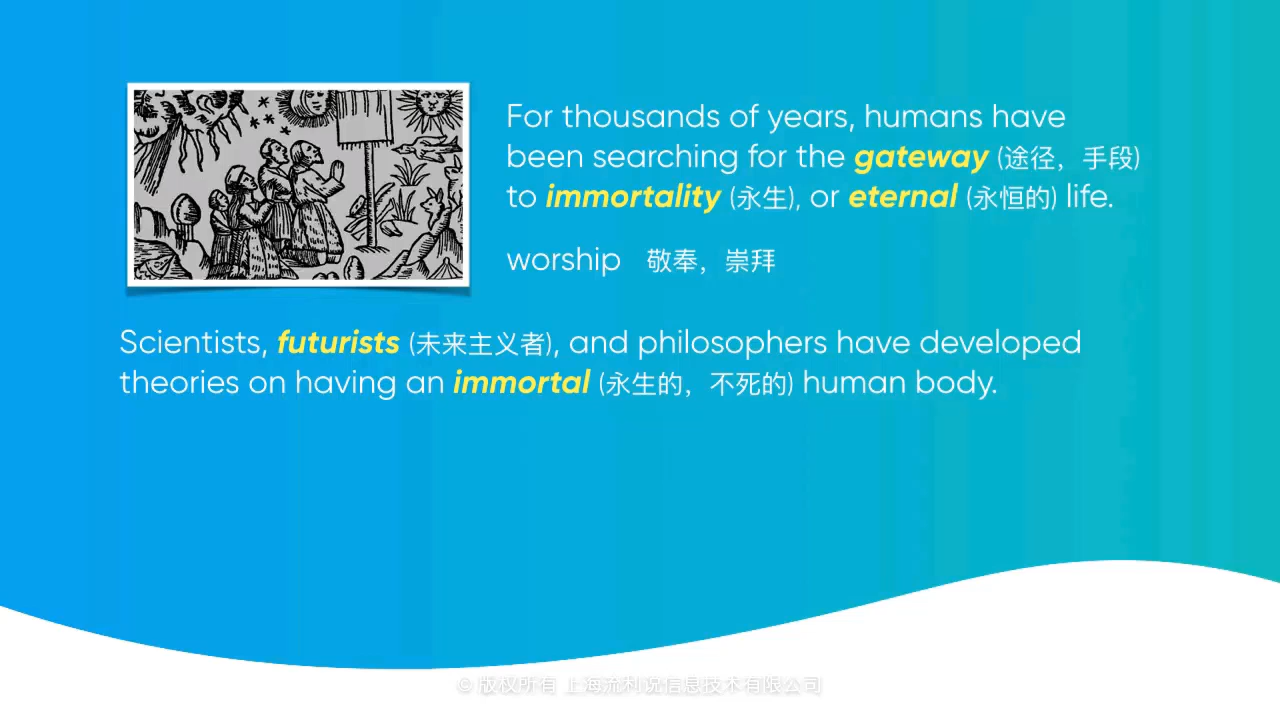 For thousands of years, humans have
been searching for the gateway (途径，手段)
to immortality (永生), or eternal (永恒的) life.
worship 敬奉，崇拜
Scientists, futurists (未来主义者), and philosophers have developed
theories on having an immortal (永生的，不死的) human body.
© 版权所有 上海流利说信息技术有限公司